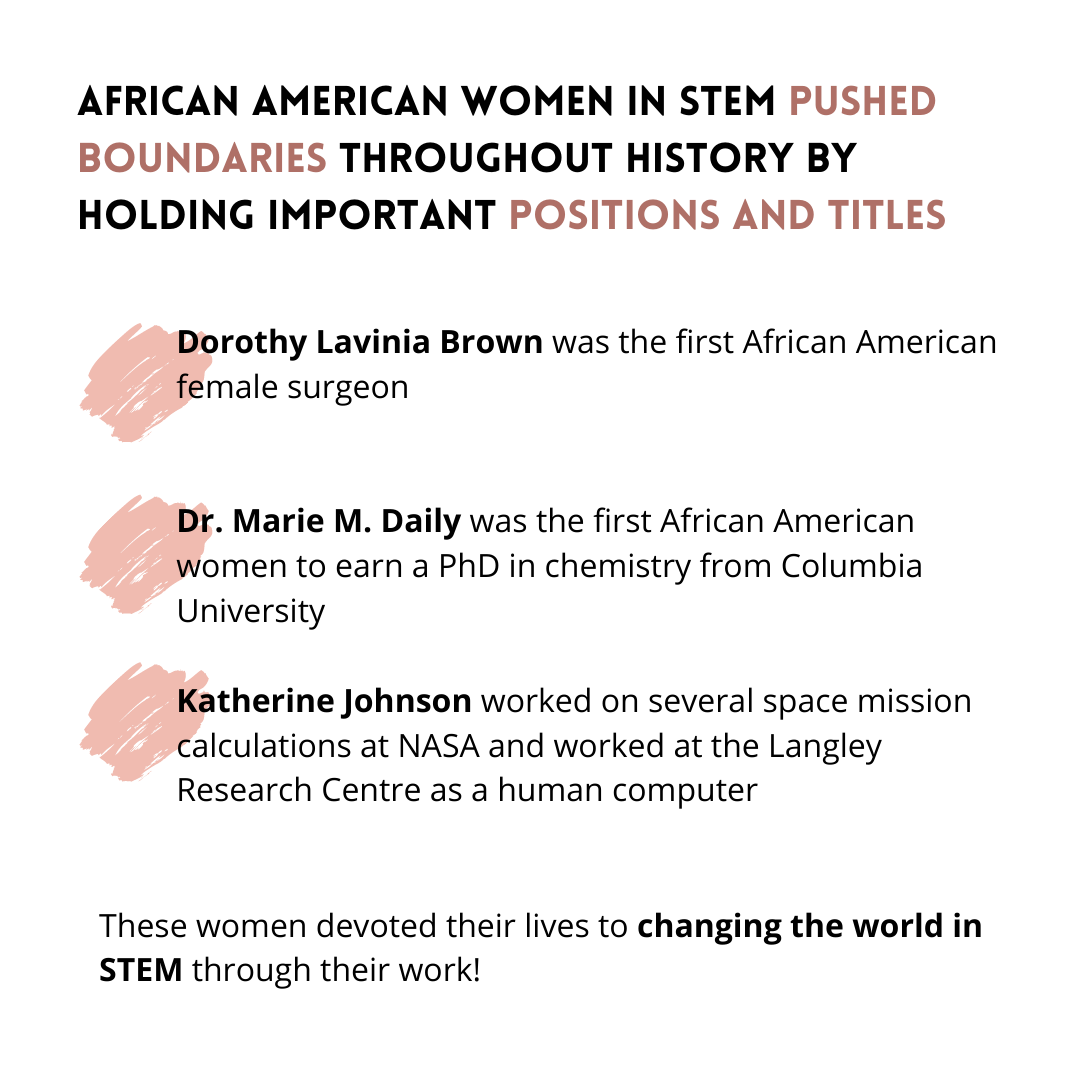 AFRICAN AMERICAN WOMEN IN STEM PUSHED
BOUNDARIES THROUGHOUT HISTORY BY
HOLDING IMPORTANT POSITIONS AND TITLES
Dorothy Lavinia Brown was the first African American
female surgeon
Dr. Marie M. Daily was the first African American
women to earn a PhD in chemistry from Columbia
University
Katherine Johnson worked on several space mission
calculations at NASA and worked at the Langley
Research Centre as a human computer
These women devoted their lives to changing the world in
STEM through their work!